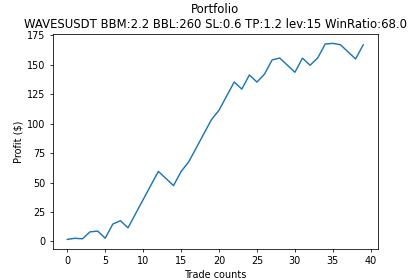 Portfolio
WAVESUSDT BBM:2.2 BBL:260 SL:0.6 TP:1.2 lev:15 WinRatio:68.0
175
150
125
100
75
50
25
0
Profit ($)
0 5 10 15 20 25 30 35 40
Trade counts